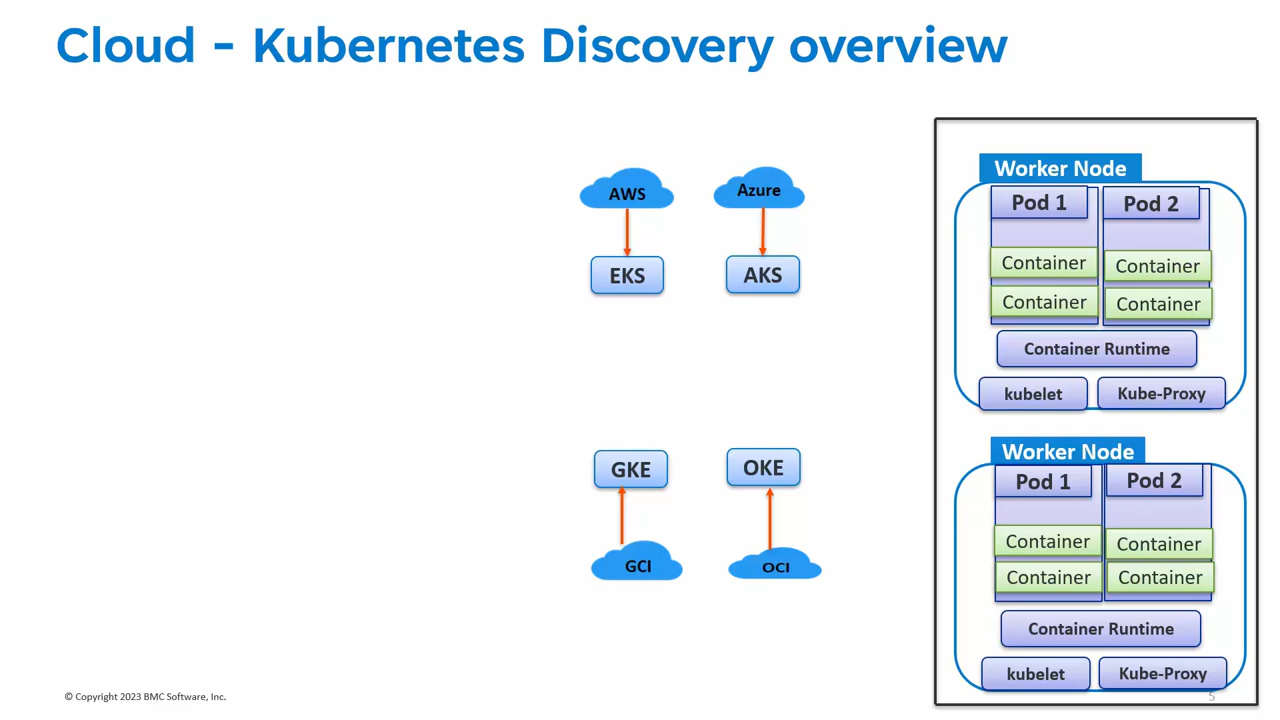 Cloud - Kubernetes Discovery overview
AWS
Azure
EKS
AKS
GKE
OKE
GCI
OCI
Worker Node
Pod 1
Pod 2
Container
Container
Container
Container
Container Runtime
kubelet
Kube-Proxy
Worker Node
Pod 1
Pod 2
Container
Container
Container
Container
Container Runtime
kubelet
Kube-Proxy
© Copyright 2023 BMC Software, Inc.
5